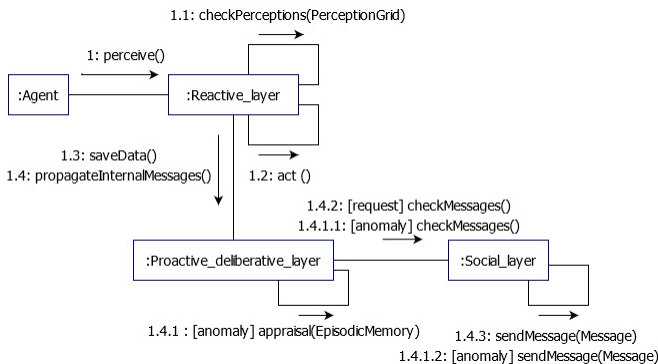 1.1: checkPerceptions(PerceptionGrid)
1: perceive()
:Agent
:Reactive_layer
1.3: saveData()
1.4: propagateInternalMessages()
1.2: act ()
1.4.2: [request] checkMessages()
1.4.1.1: [anomaly] checkMessages()
:Proactive_deliberative_layer
:Social_layer
1.4.1 : [anomaly] appraisal(EpisodicMemory)
1.4.3: sendMessage(Message)
1.4.1.2: [anomaly] sendMessage(Message)